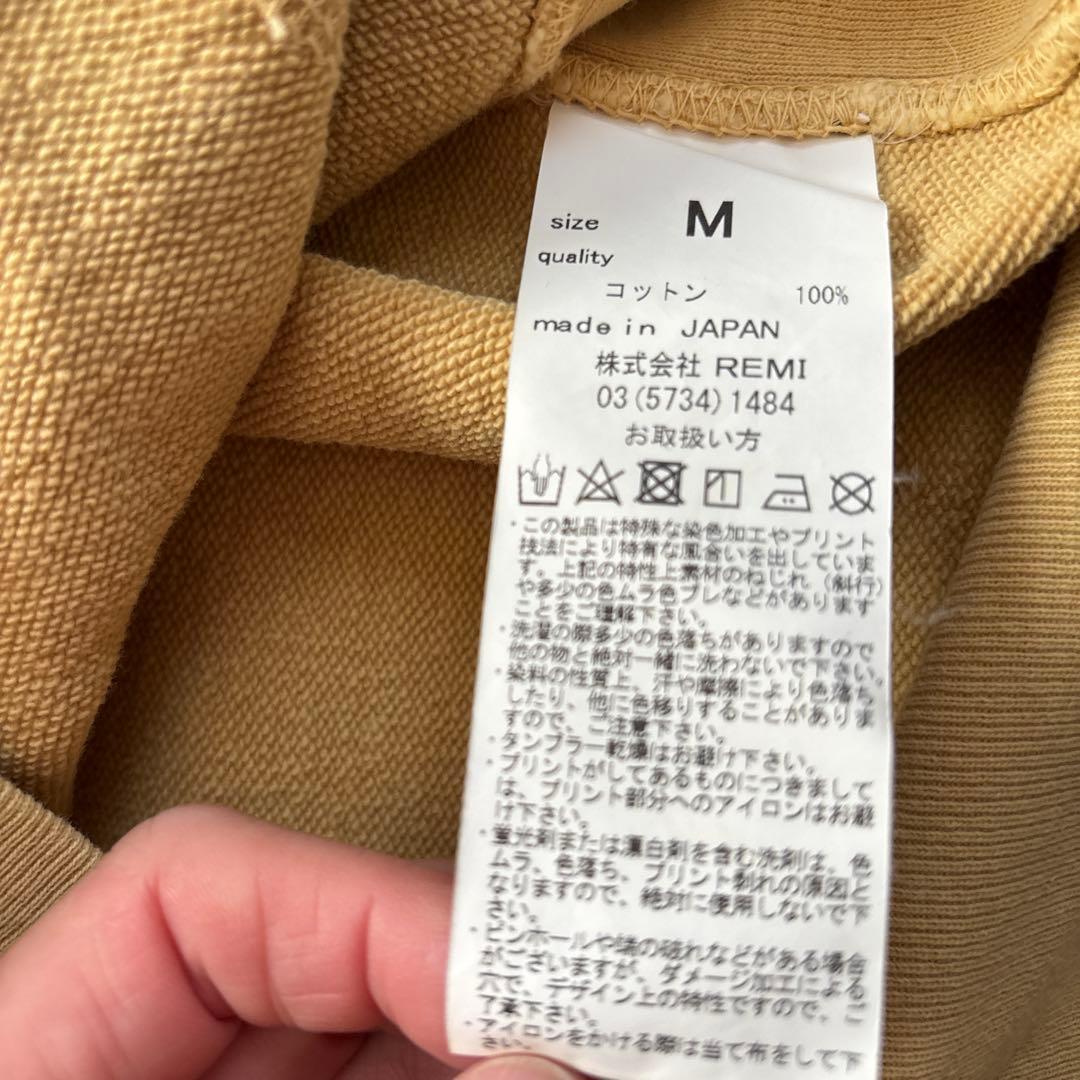 size M
quality
コットン 100%
made in JAPAN
株式会社 REMI
03(5734)1484
お取扱い方
・この製品は特殊な染色加工やプリント
技法により特有な風合いを出していま
す。上記の特性上素材のねじれ（斜行）
や多少の色ムラ色ブレなどがあります
ことをご理解下さい。
・洗濯の際多少の色落ちがありますので
他の物と絶対一緒に洗わないで下さい。
・染料の性質上、汗や摩擦により色落ち
したり、他に色移りすることがありま
すので、ご注意下さい。
・タンブラー乾燥はお避け下さい。
・プリントがしてあるものにつきまして
は、プリント部分へのアイロンはお避
け下さい。
・蛍光剤または漂白剤を含む洗剤は、色
ムラ、色落ち、プリント剥れの原因と
なりますので、絶対に使用しないで下
さい。
・ピンホールや端の破れなどがある場合
がございますが、ダメージ加工による
穴で、デザイン上の特性ですので、ご
了承下さい。
・アイロンをかける際は当て布をして下
さい。